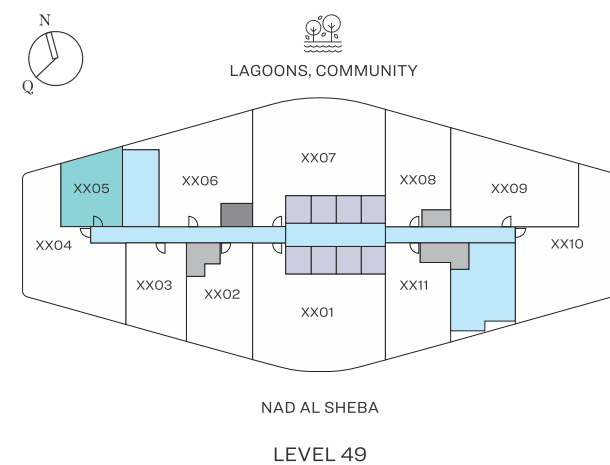 N
Q
LAGOONS, COMMUNITY
XX07
XX06
XX08
XX05
XX09
XX04
XX10
XX03
XX02
XX11
XX01
NAD AL SHEBA
LEVEL 49